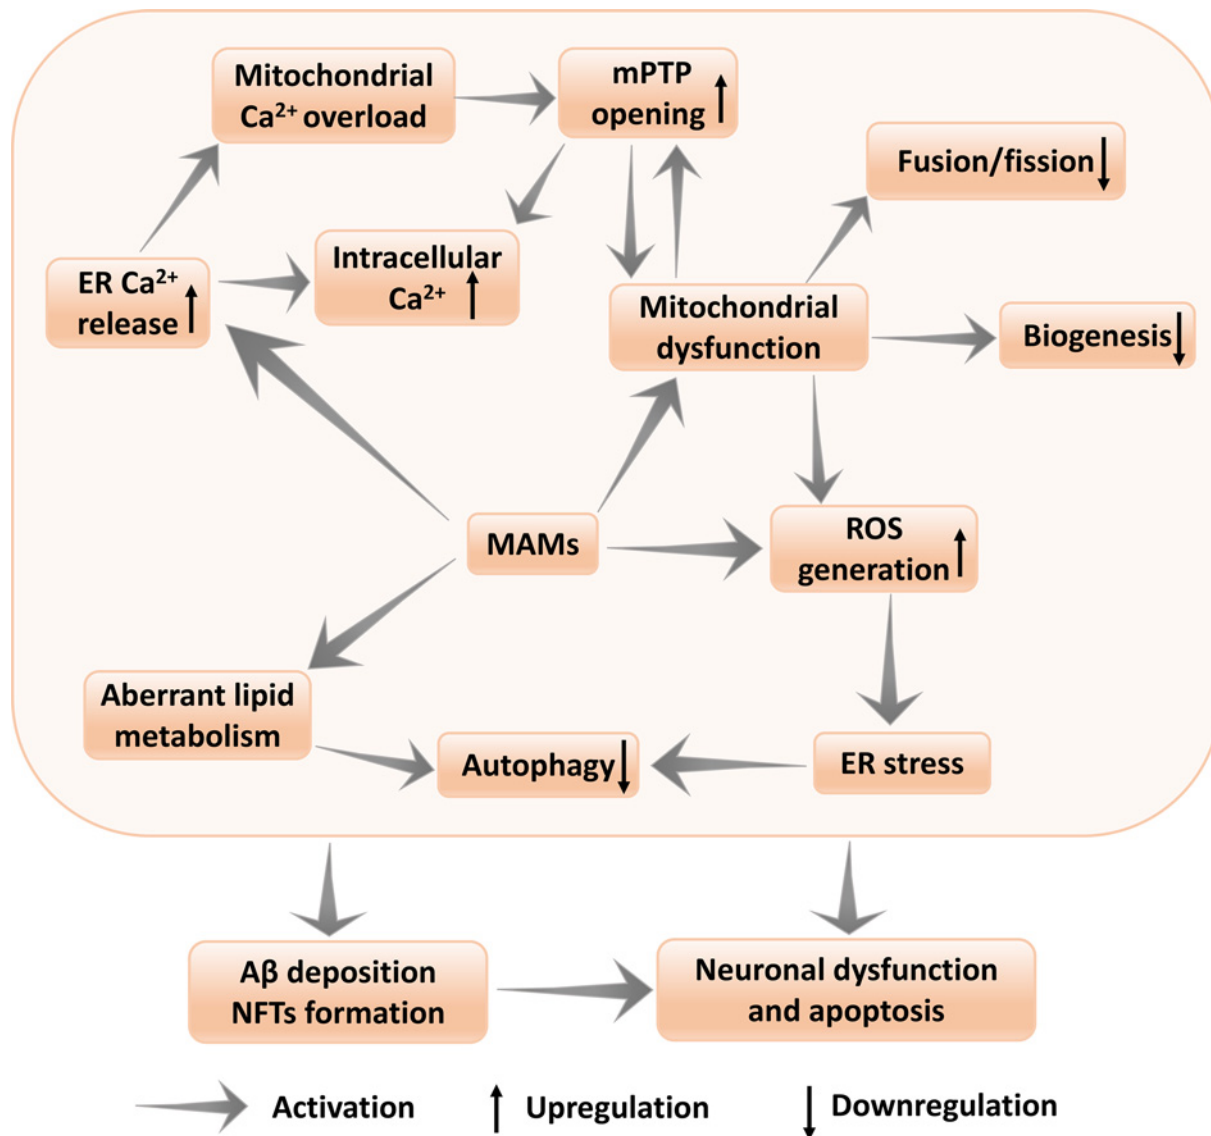 Mitochondrial
Ca²⁺ overload
mPTP
opening
Fusion/fission
ER Ca²⁺
release
Intracellular
Ca²⁺
Mitochondrial
dysfunction
Biogenesis
MAMs
ROS
generation
Aberrant lipid
metabolism
Autophagy
ER stress
Aβ deposition
NFTs formation
Neuronal dysfunction
and apoptosis
Activation
Upregulation
Downregulation